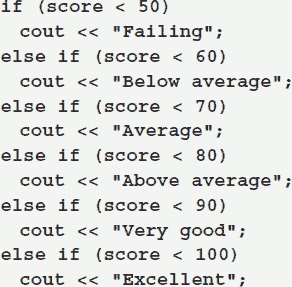 if (score < 50)
cout << "Failing";
else if (score < 60)
cout << "Below average";
else if (score < 70)
cout << "Average";
else if (score < 80)
cout << "Above average";
else if (score < 90)
cout << "Very good";
else if (score < 100)
cout << "Excellent";